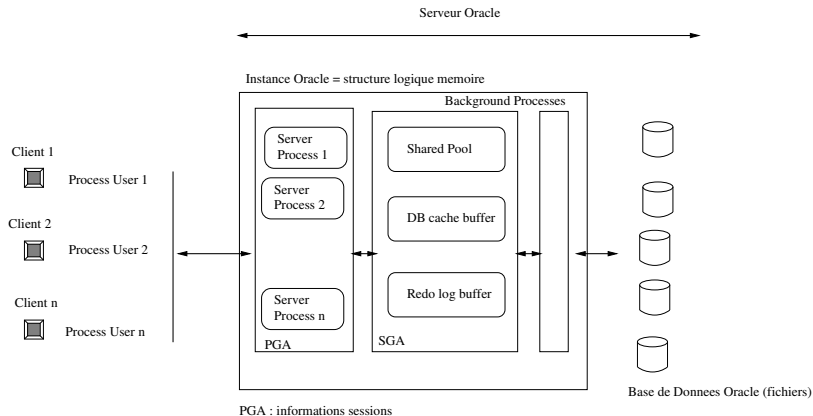 Serveur Oracle
Instance Oracle = structure logique memoire
Background Processes
Client 1
Process User 1
Client 2
Process User 2
Client n
Process User n
Server
Process 1
Server
Process 2
Server
Process n
PGA
Shared Pool
DB cache buffer
Redo log buffer
SGA
Base de Donnees Oracle (fichiers)
PGA : informations sessions